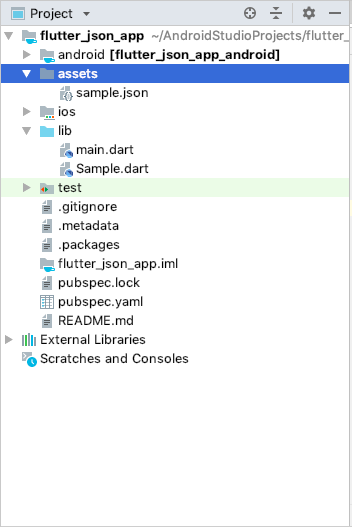 Project
flutter_json_app ~/AndroidStudioProjects/flutter_
android [flutter_json_app_android]
assets
sample.json
ios
lib
main.dart
Sample.dart
test
.gitignore
.metadata
.packages
flutter_json_app.iml
pubspec.lock
pubspec.yaml
README.md
External Libraries
Scratches and Consoles